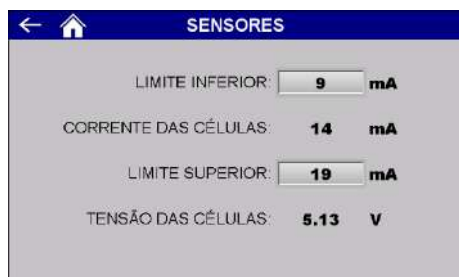 SENSORES
LIMITE INFERIOR: 9 mA
CORRENTE DAS CÉLULAS: 14 mA
LIMITE SUPERIOR: 19 mA
TENSÃO DAS CÉLULAS: 5.13 V